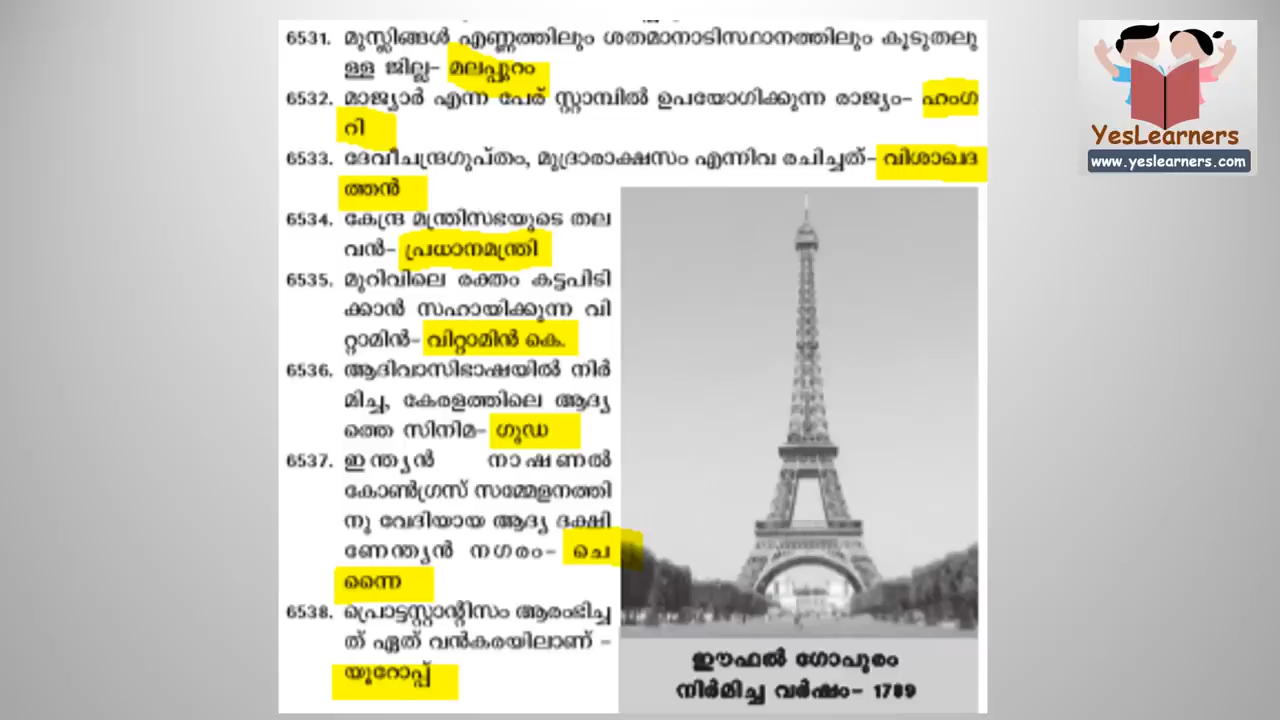 6531. മുസ്ലിങ്ങൾ എണ്ണത്തിലും ശതമാനാടിസ്ഥാനത്തിലും കൂടുതലു
ള്ള ജില്ല- മലപ്പുറം
6532. മാജ്യാർ എന്ന പേര് സ്റ്റാമ്പിൽ ഉപയോഗിക്കുന്ന രാജ്യം- ഹംഗ
റി
6533. ദേവീചന്ദ്രഗുപ്തം, മുദ്രാരാക്ഷസം എന്നിവ രചിച്ചത്- വിശാഖദ
ത്തൻ
6534. കേന്ദ്ര മന്ത്രിസഭയുടെ തല
വൻ- പ്രധാനമന്ത്രി
6535. മുറിവിലെ രക്തം കട്ടപിടി
ക്കാൻ സഹായിക്കുന്ന വി
റ്റാമിൻ- വിറ്റാമിൻ കെ.
6536. ആദിവാസിഭാഷയിൽ നിർ
മിച്ച, കേരളത്തിലെ ആദ്യ
ത്തെ സിനിമ- ഗുഡ
6537. ഇന്ത്യൻ നാഷണൽ
കോൺഗ്രസ് സമ്മേളനത്തി
നു വേദിയായ ആദ്യ ദക്ഷി
ണേന്ത്യൻ നഗരം- ചെ
ന്നൈ
6538. പ്രൊട്ടസ്റ്റാന്റിസം ആരംഭിച്ച
ത് ഏത് വൻകരയിലാണ് -
യൂറോപ്പ്
ഈഫൽ ഗോപുരം
നിർമിച്ച വർഷം- 1789
YesLearners
www.yeslearners.com